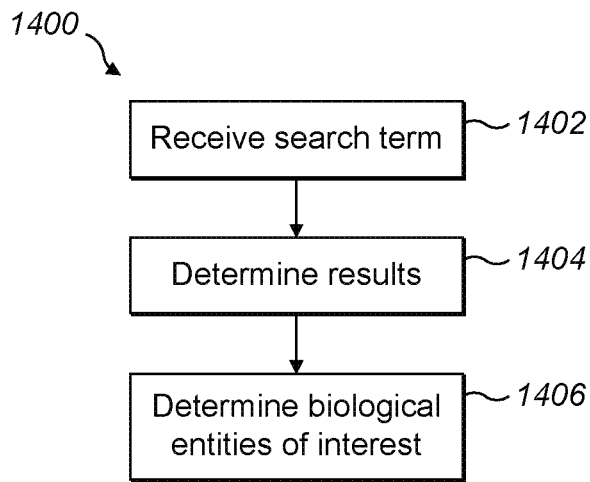 1400
Receive search term
1402
Determine results
1404
Determine biological
entities of interest
1406